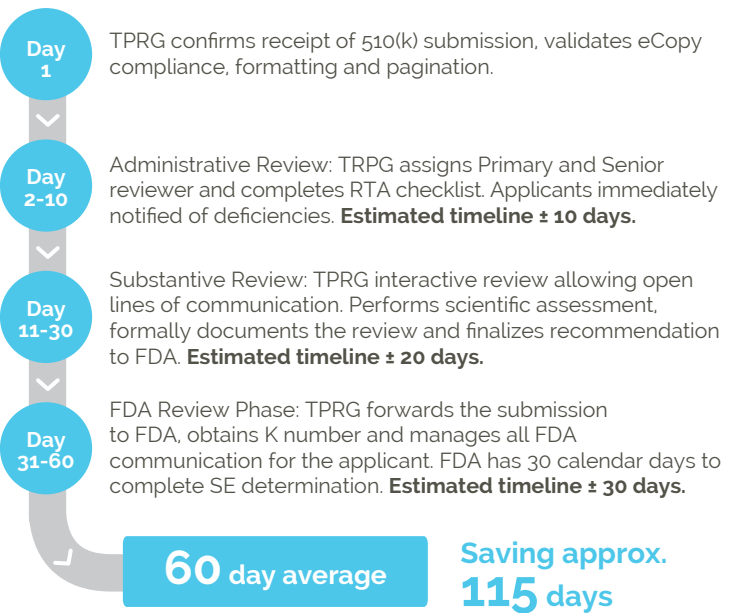 Day
1
TPRG confirms receipt of 510(k) submission, validates eCopy
compliance, formatting and pagination.
Day
2-10
Administrative Review: TRPG assigns Primary and Senior
reviewer and completes RTA checklist. Applicants immediately
notified of deficiencies. Estimated timeline ± 10 days.
Day
11-30
Substantive Review: TPRG interactive review allowing open
lines of communication. Performs scientific assessment,
formally documents the review and finalizes recommendation
to FDA. Estimated timeline ± 20 days.
Day
31-60
FDA Review Phase: TPRG forwards the submission
to FDA, obtains K number and manages all FDA
communication for the applicant. FDA has 30 calendar days to
complete SE determination. Estimated timeline ± 30 days.
60 day average
Saving approx.
115 days